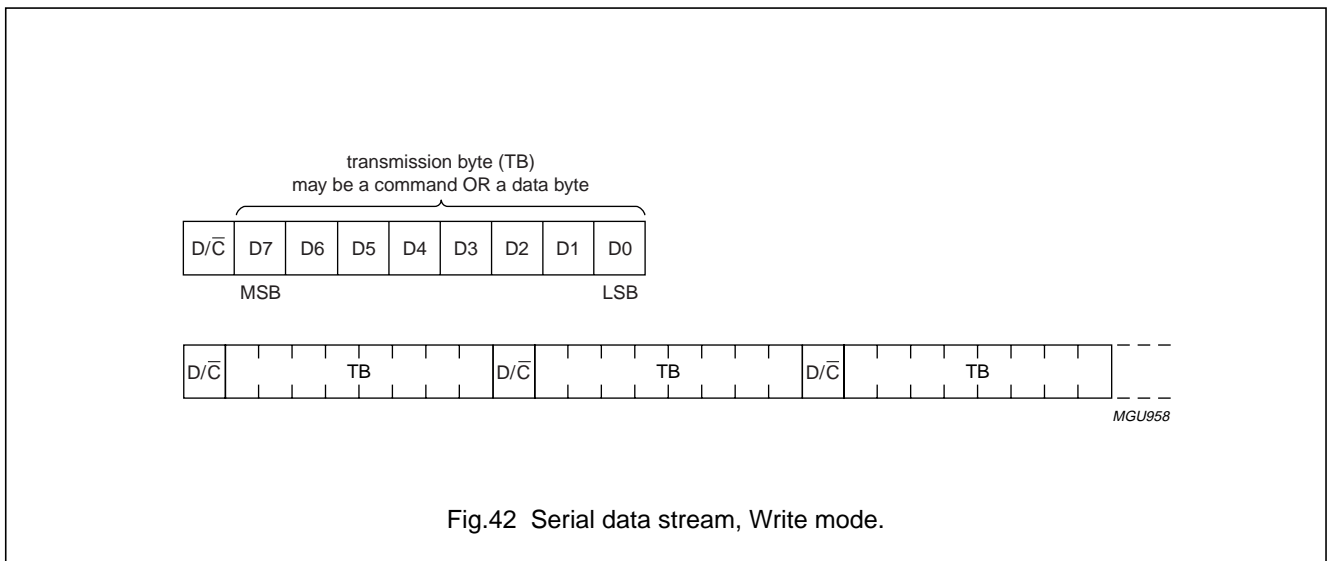 transmission byte (TB)
may be a command OR a data byte
D/C̅ D7 D6 D5 D4 D3 D2 D1 D0
MSB LSB
D/C̅ TB D/C̅ TB D/C̅ TB
MGU958
Fig.42 Serial data stream, Write mode.